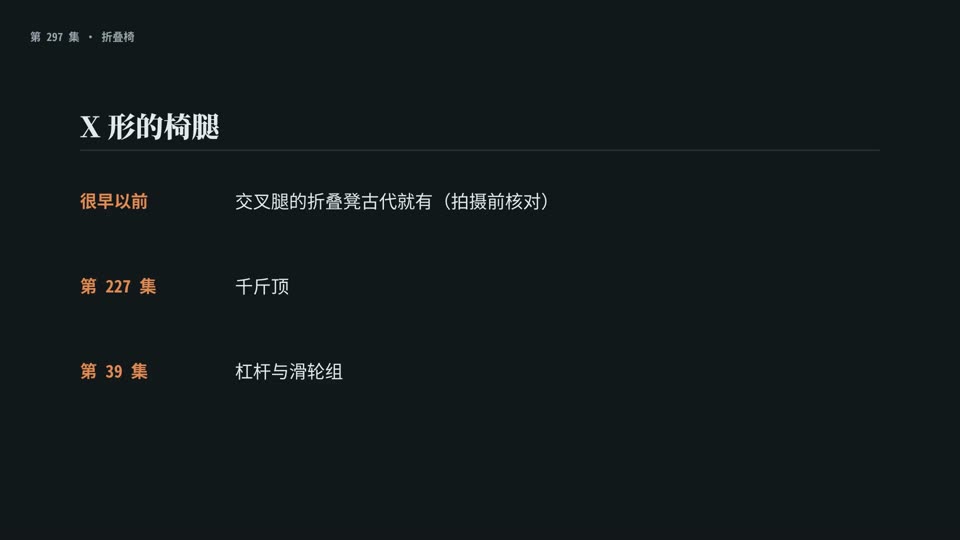 第 297 集 · 折叠椅
X 形的椅腿
很早以前 交叉腿的折叠凳古代就有（拍摄前核对）
第 227 集 千斤顶
第 39 集 杠杆与滑轮组